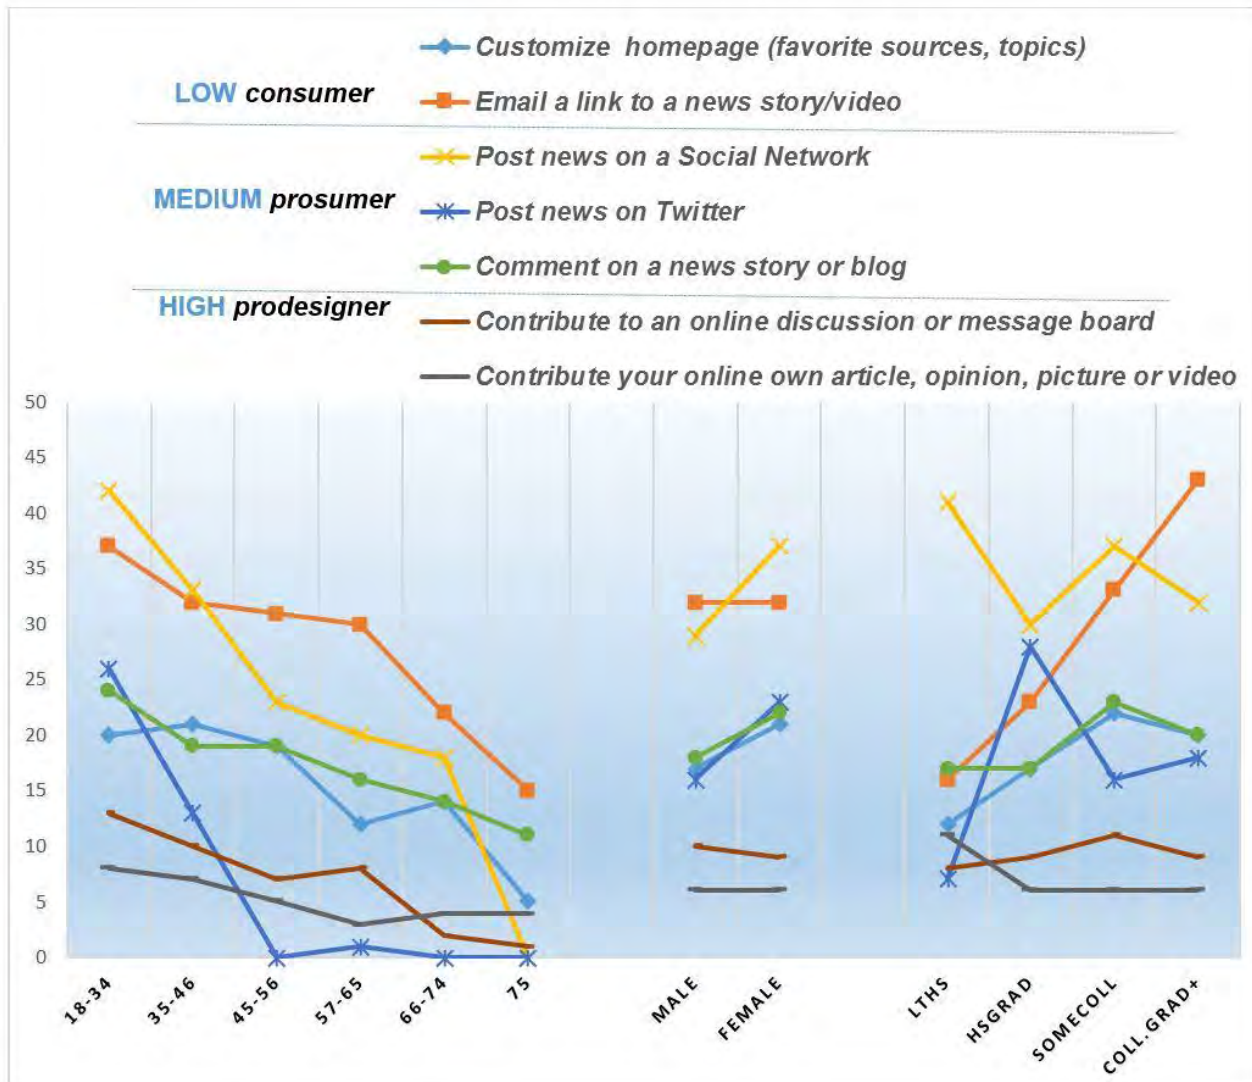 Customize homepage (favorite sources, topics)
LOW consumer
Email a link to a news story/video
Post news on a Social Network
MEDIUM prosumer
Post news on Twitter
Comment on a news story or blog
HIGH prodesigner
Contribute to an online discussion or message board
Contribute your online own article, opinion, picture or video
50
45
40
35
30
25
20
15
10
5
0
18-34
35-46
45-56
57-65
66-74
75
MALE
FEMALE
LTHS
HSGRAD
SOMECOLL
COLL.GRAD+